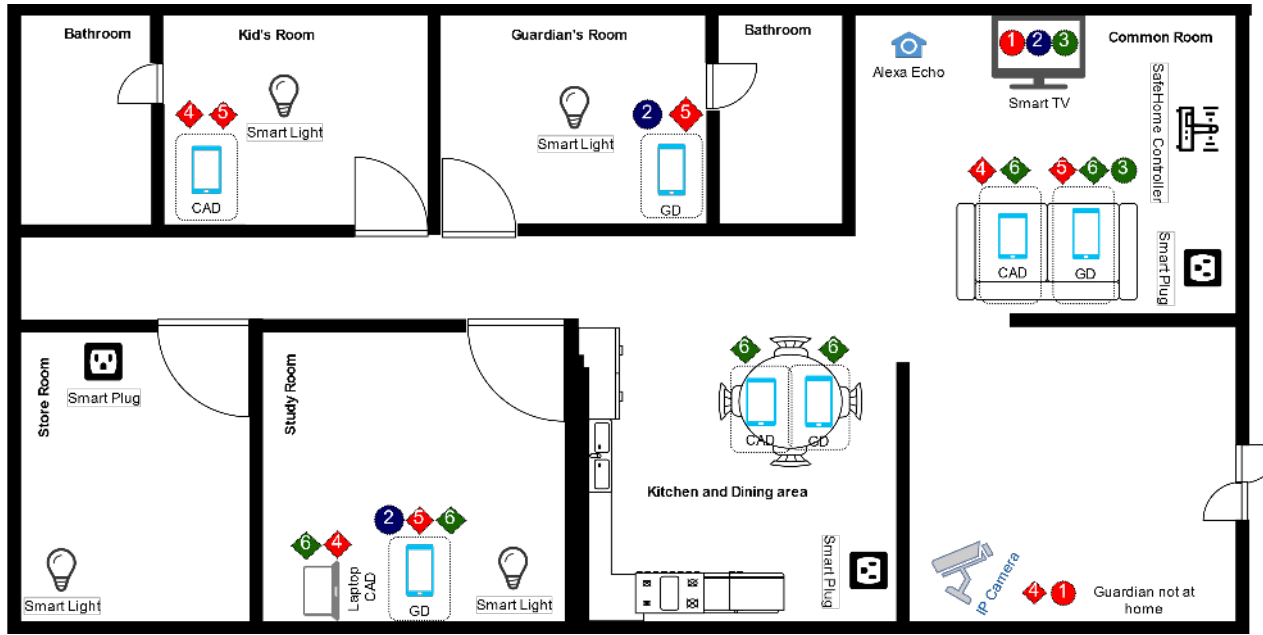 Bathroom
Kid's Room
Guardian's Room
Bathroom
Common Room
Alexa Echo
1 2 3
Smart TV
SafeHome Controller
4 5
Smart Light
CAD
Smart Light
2 5
GD
4 6
5 6 3
CAD
GD
Smart Plug
Store Room
Smart Plug
Smart Light
Study Room
6 4
Laptop
CAD
2 5 6
GD
Smart Light
6
6
CAD
GD
Kitchen and Dining area
Smart Plug
IP Camera
4 1
Guardian not at
home